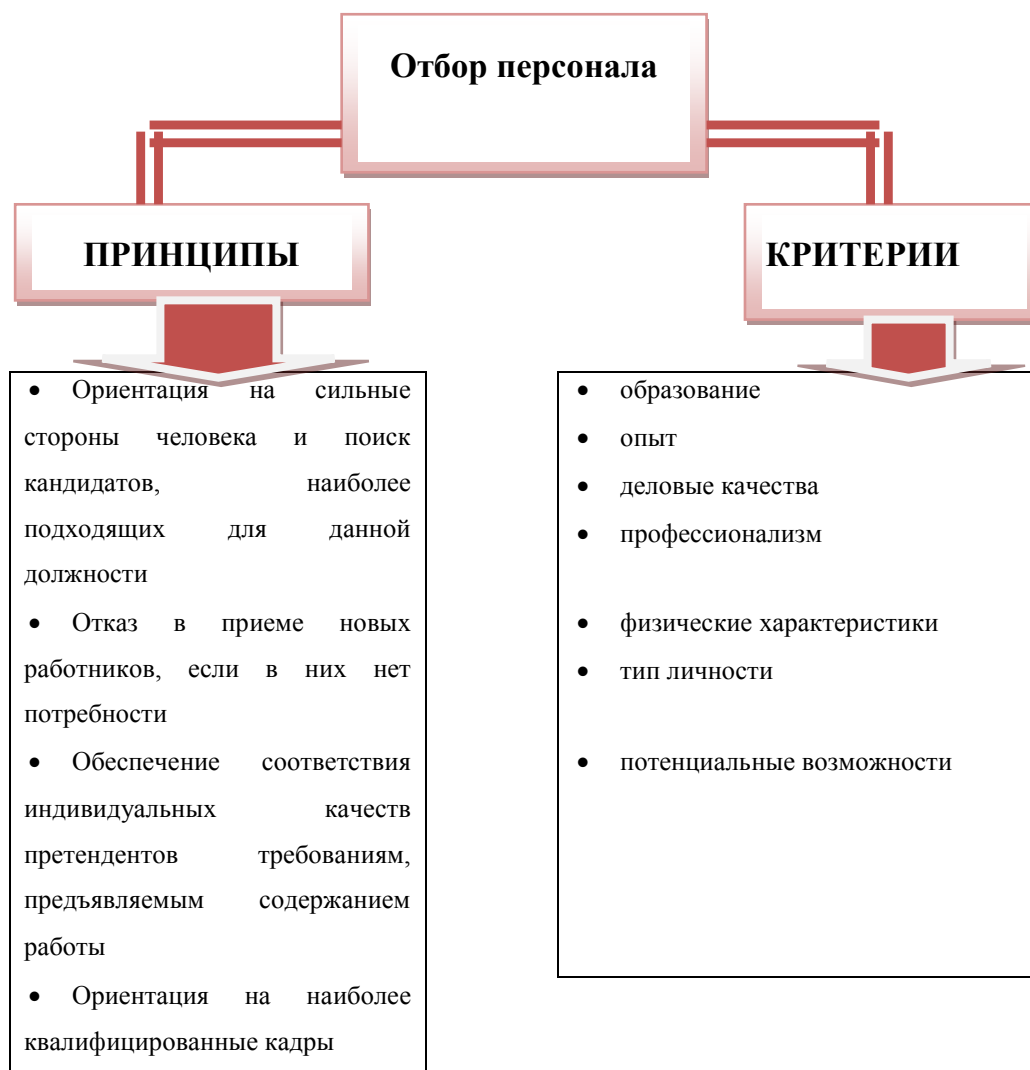 Отбор персонала
ПРИНЦИПЫ
• Ориентация на сильные
стороны человека и поиск
кандидатов, наиболее
подходящих для данной
должности
• Отказ в приеме новых
работников, если в них нет
потребности
• Обеспечение соответствия
индивидуальных качеств
претендентов требованиям,
предъявляемым содержанием
работы
• Ориентация на наиболее
квалифицированные кадры
КРИТЕРИИ
• образование
• опыт
• деловые качества
• профессионализм
• физические характеристики
• тип личности
• потенциальные возможности